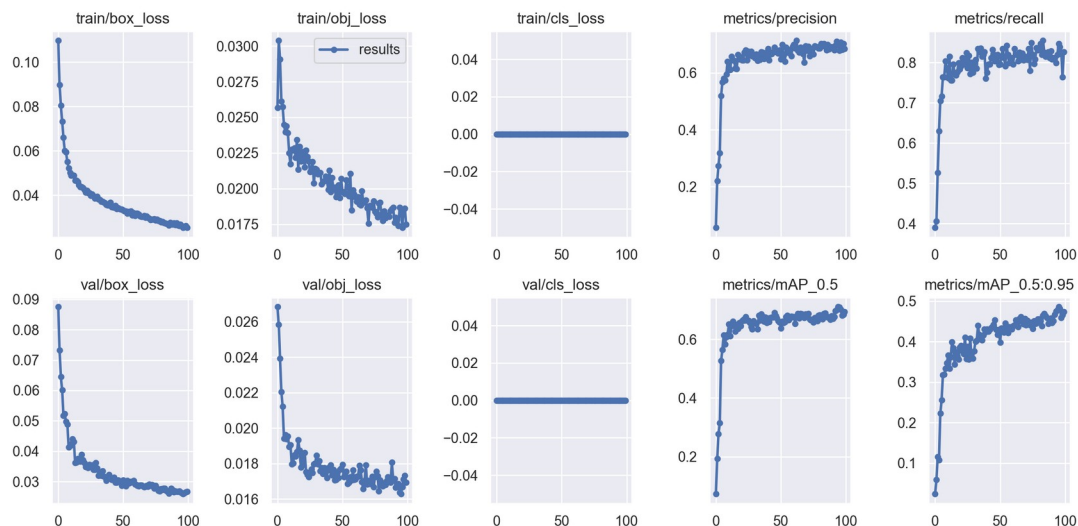 train/box_loss
train/obj_loss
train/cls_loss
metrics/precision
metrics/recall
0.10
0.08
0.06
0.04
0 50 100
0.0300
0.0275
0.0250
0.0225
0.0200
0.0175
results
0 50 100
0.04
0.02
0.00
−0.02
−0.04
0 50 100
0.6
0.4
0.2
0 50 100
0.8
0.7
0.6
0.5
0.4
0 50 100
val/box_loss
val/obj_loss
val/cls_loss
metrics/mAP_0.5
metrics/mAP_0.5:0.95
0.09
0.08
0.07
0.06
0.05
0.04
0.03
0 50 100
0.026
0.024
0.022
0.020
0.018
0.016
0 50 100
0.04
0.02
0.00
−0.02
−0.04
0 50 100
0.6
0.4
0.2
0 50 100
0.5
0.4
0.3
0.2
0.1
0 50 100